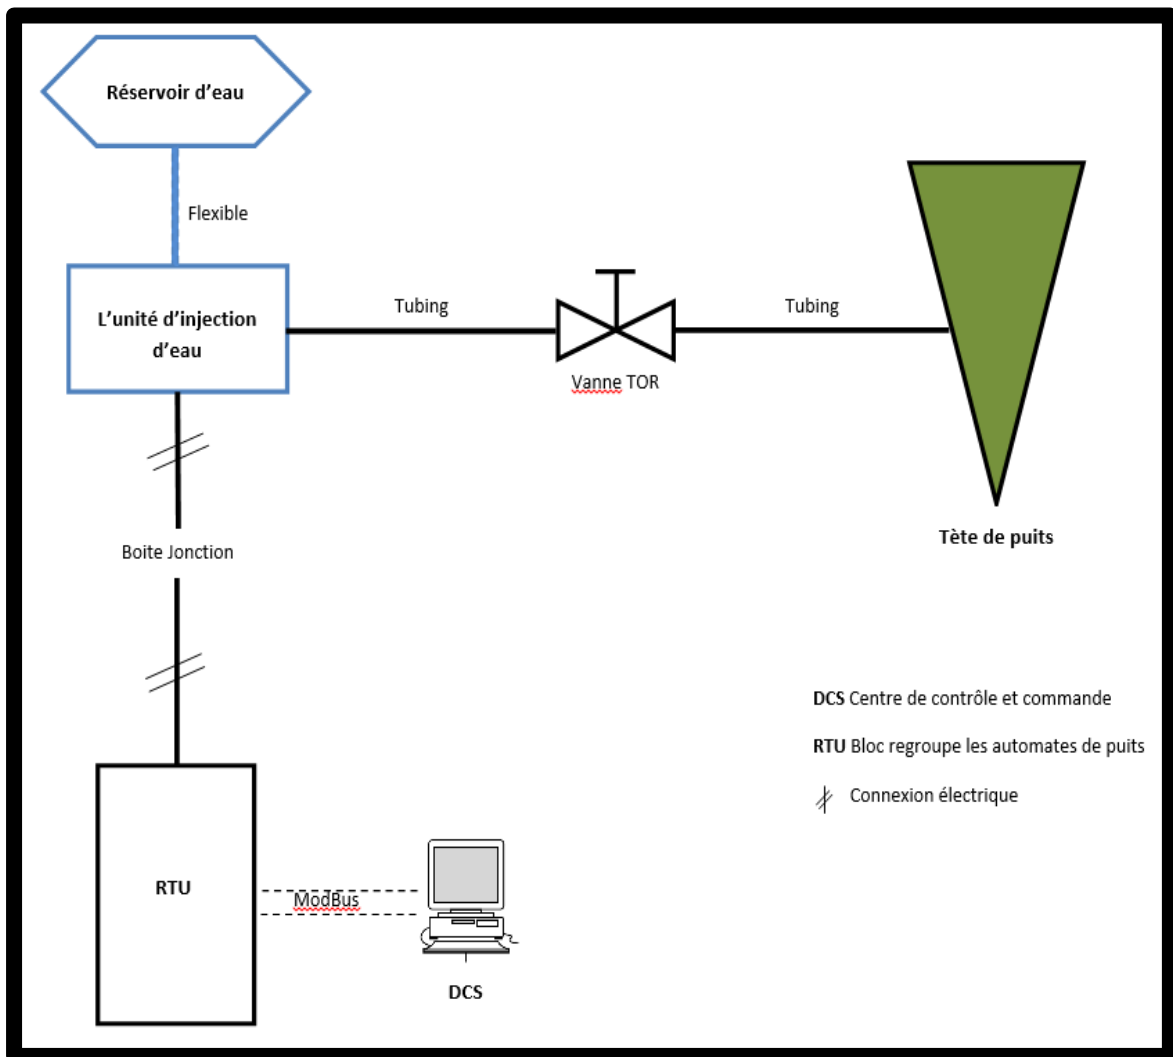 Réservoir d'eau
Flexible
L'unité d'injection
d'eau
Tubing
Tubing
Vanne TOR
Tète de puits
Boite Jonction
DCS Centre de contrôle et commande
RTU Bloc regroupe les automates de puits
Connexion électrique
RTU
ModBus
DCS